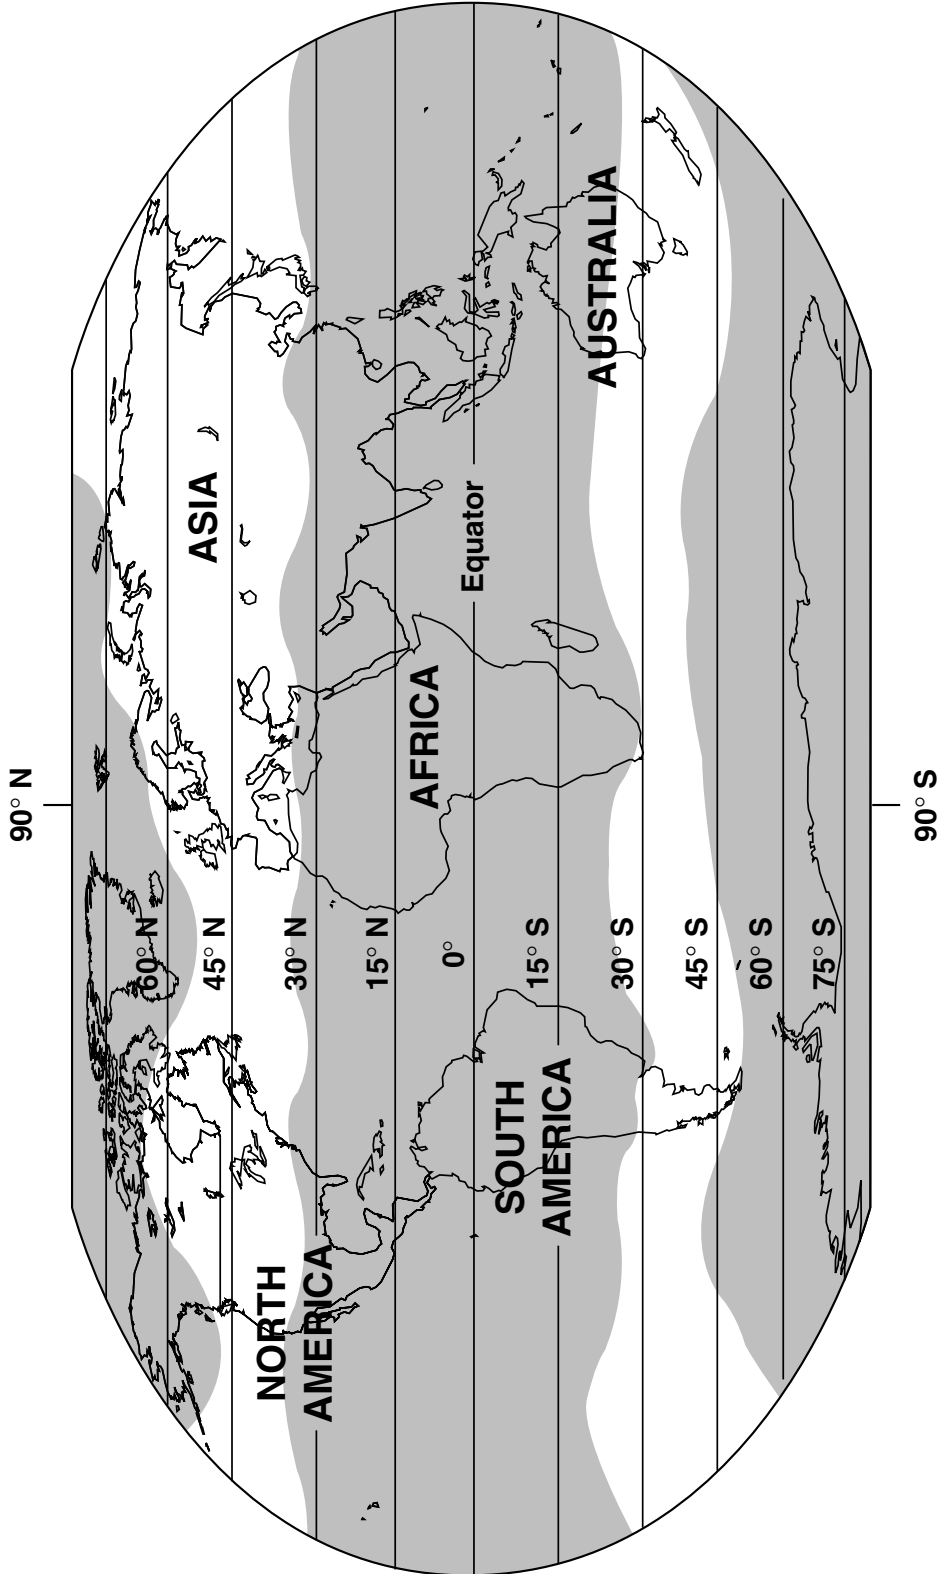 90° N
60° N
45° N
30° N
15° N
0°
15° S
30° S
45° S
60° S
75° S
90° S
NORTH
AMERICA
SOUTH
AMERICA
AFRICA
Equator
ASIA
AUSTRALIA